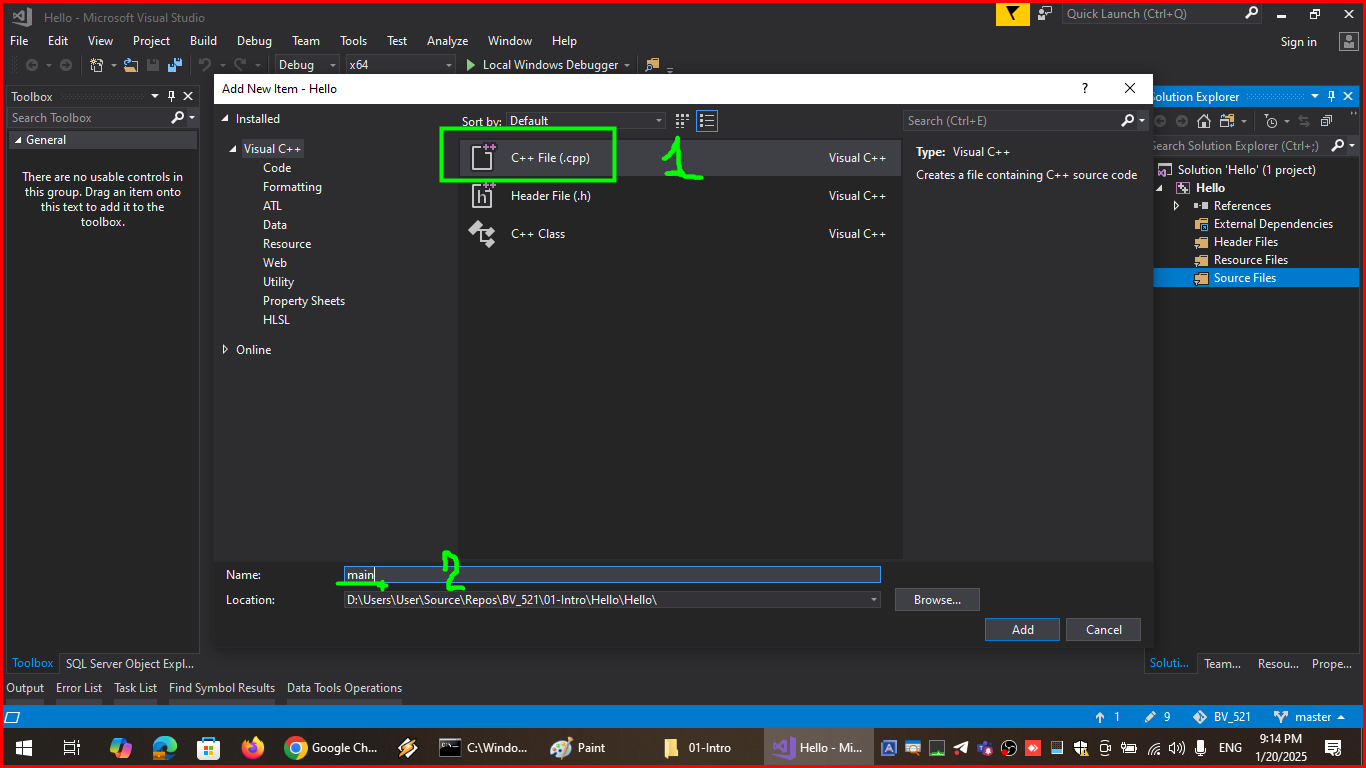 Hello - Microsoft Visual Studio
Quick Launch (Ctrl+Q)
File Edit View Project Build Debug Team Tools Test Analyze Window Help
Sign in
Debug x64 Local Windows Debugger
Toolbox
Search Toolbox
General
There are no usable controls in
this group. Drag an item onto
this text to add it to the
toolbox.
Add New Item - Hello
?
Installed
Visual C++
Code
Formatting
ATL
Data
Resource
Web
Utility
Property Sheets
HLSL
Online
Sort by: Default
C++ File (.cpp) Visual C++
1
Header File (.h) Visual C++
C++ Class Visual C++
Search (Ctrl+E)
Type: Visual C++
Creates a file containing C++ source code
Name: main
2
Location: D:\Users\User\Source\Repos\BV_521\01-Intro\Hello\Hello\
Browse...
Add Cancel
Solution Explorer
Search Solution Explorer (Ctrl+;)
Solution 'Hello' (1 project)
Hello
References
External Dependencies
Header Files
Resource Files
Source Files
Toolbox SQL Server Object Expl...
Soluti... Team... Resou... Prope...
Output Error List Task List Find Symbol Results Data Tools Operations
1 9 BV_521 master
Google Ch... C:\Windo... Paint 01-Intro Hello - Mi...
ENG
9:14 PM
1/20/2025